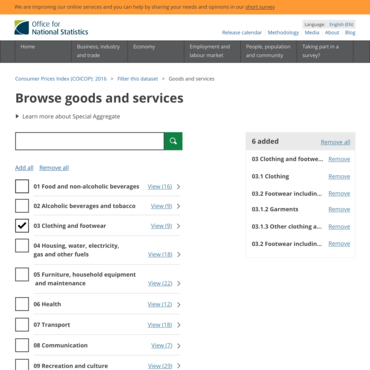 We are improving our online services and you can help by sharing your needs and opinions in our short survey
Office for
National Statistics
Language: English (EN)
Release calendar Methodology Media About Blog
Home
Business, industry
and trade
Economy
Employment and
labour market
People, population
and community
Taking part in a
survey?
Consumer Prices Index (COICOP): 2016 > Filter this dataset > Goods and services
Browse goods and services
Learn more about Special Aggregate
Add all Remove all
01 Food and non-alcoholic beverages View (16)
02 Alcoholic beverages and tobacco View (9)
03 Clothing and footwear View (9)
04 Housing, water, electricity,
gas and other fuels View (18)
05 Furniture, household equipment
and maintenance View (22)
06 Health View (12)
07 Transport View (18)
08 Communication View (7)
09 Recreation and culture View (29)
6 added Remove all
03 Clothing and footwe... Remove
03.1 Clothing Remove
03.2 Footwear includin... Remove
03.1.2 Garments Remove
03.1.3 Other clothing a... Remove
03.2 Footwear includin... Remove